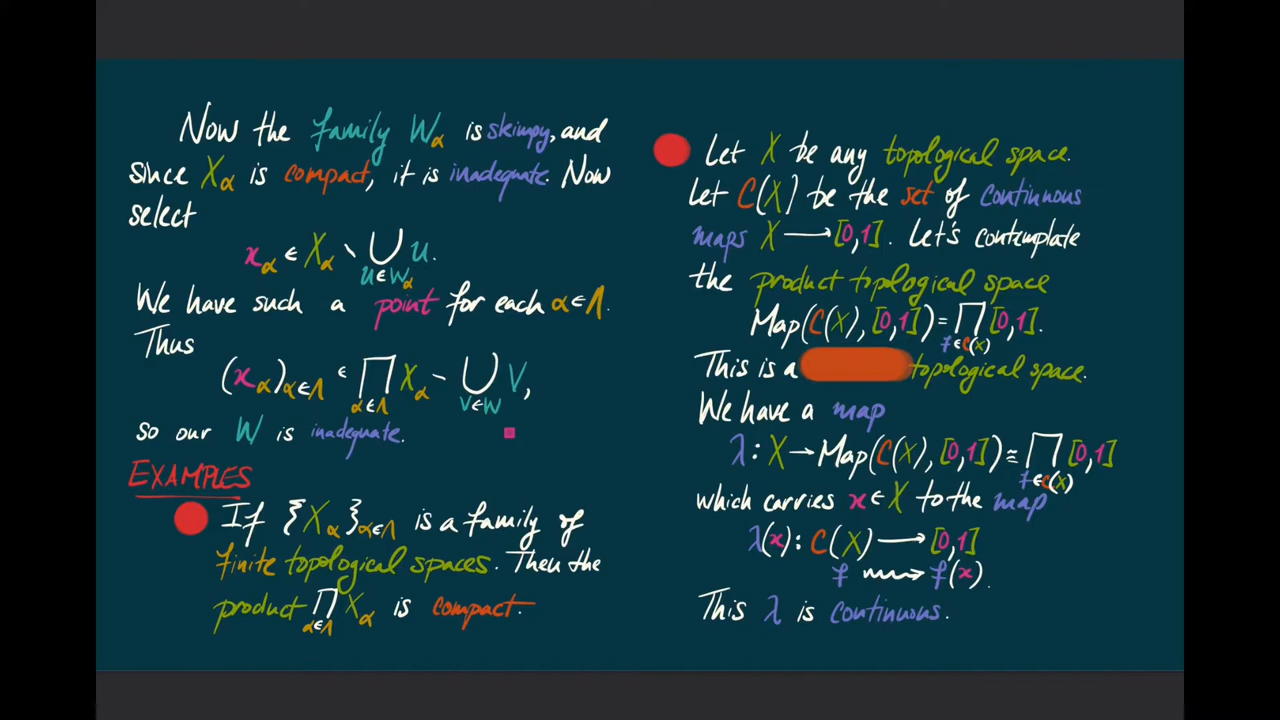 Now the family Wα is skimpy, and
since Xα is compact, it is inadequate. Now
select
xα ∈ Xα \ ⋃U∈Wα U.
We have such a point for each α∈Λ.
Thus
(xα)α∈Λ ∈ ∏α∈Λ Xα \ ⋃V∈W V,
so our W is inadequate.
EXAMPLES
If {Xα}α∈Λ is a family of
finite topological spaces. Then the
product ∏α∈Λ Xα is compact.
Let X be any topological space.
Let C(X) be the set of continuous
maps X → [0,1]. Let's contemplate
the product topological space
Map(C(X), [0,1]) = ∏f∈C(X) [0,1].
This is a topological space.
We have a map
λ: X → Map(C(X), [0,1]) ≅ ∏f∈C(X) [0,1]
which carries x∈X to the map
λ(x): C(X) → [0,1]
f ⇝ f(x).
This λ is continuous.